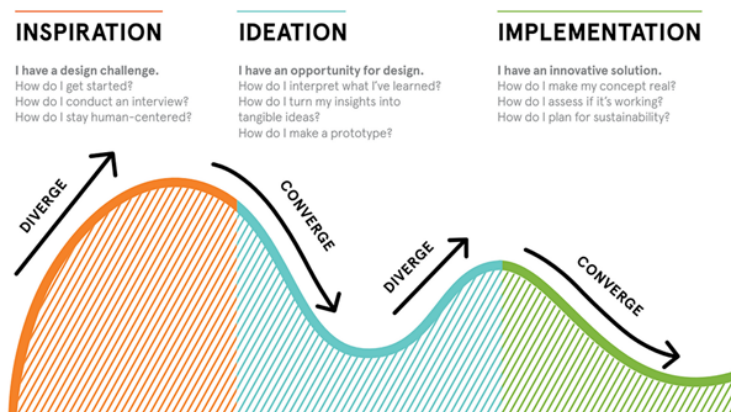 INSPIRATION
I have a design challenge.
How do I get started?
How do I conduct an interview?
How do I stay human-centered?
IDEATION
I have an opportunity for design.
How do I interpret what I've learned?
How do I turn my insights into
tangible ideas?
How do I make a prototype?
IMPLEMENTATION
I have an innovative solution.
How do I make my concept real?
How do I assess if it's working?
How do I plan for sustainability?
DIVERGE
CONVERGE
DIVERGE
CONVERGE